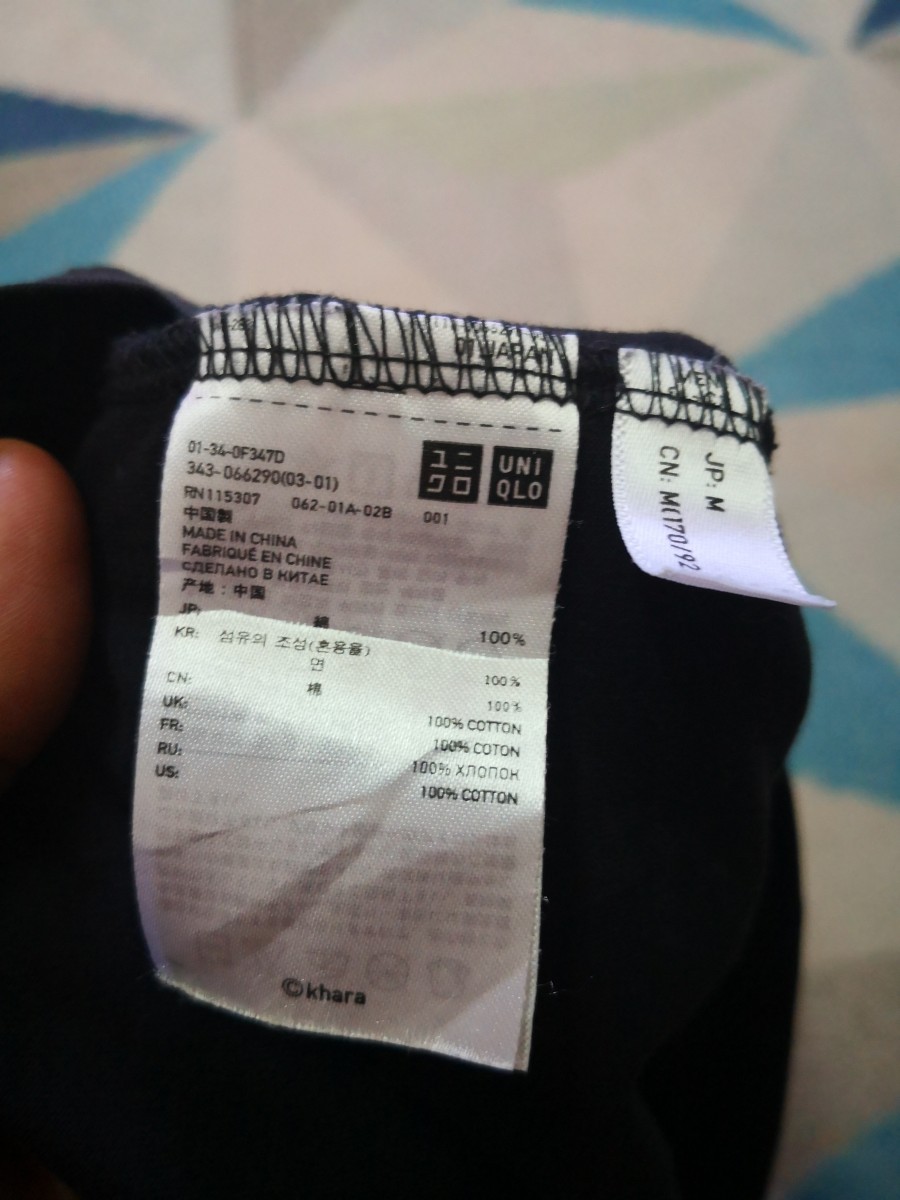 01-34-0F347D
343-066290(03-01)
RN115307 062-01A-02B 001
ユニ
クロ
UNI
QLO
中国製
MADE IN CHINA
FABRIQUÉ EN CHINE
СДЕЛАНО В КИТАЕ
产地：中国
JP: 綿 100%
KR: 섬유의 조성(혼용율)
면 100%
CN: 棉 100%
UK: 100% COTTON
FR: 100% COTON
RU: 100% ХЛОПОК
US: 100% COTTON
©khara
JAPAN
MEN
JP: M
CN: M(170/92